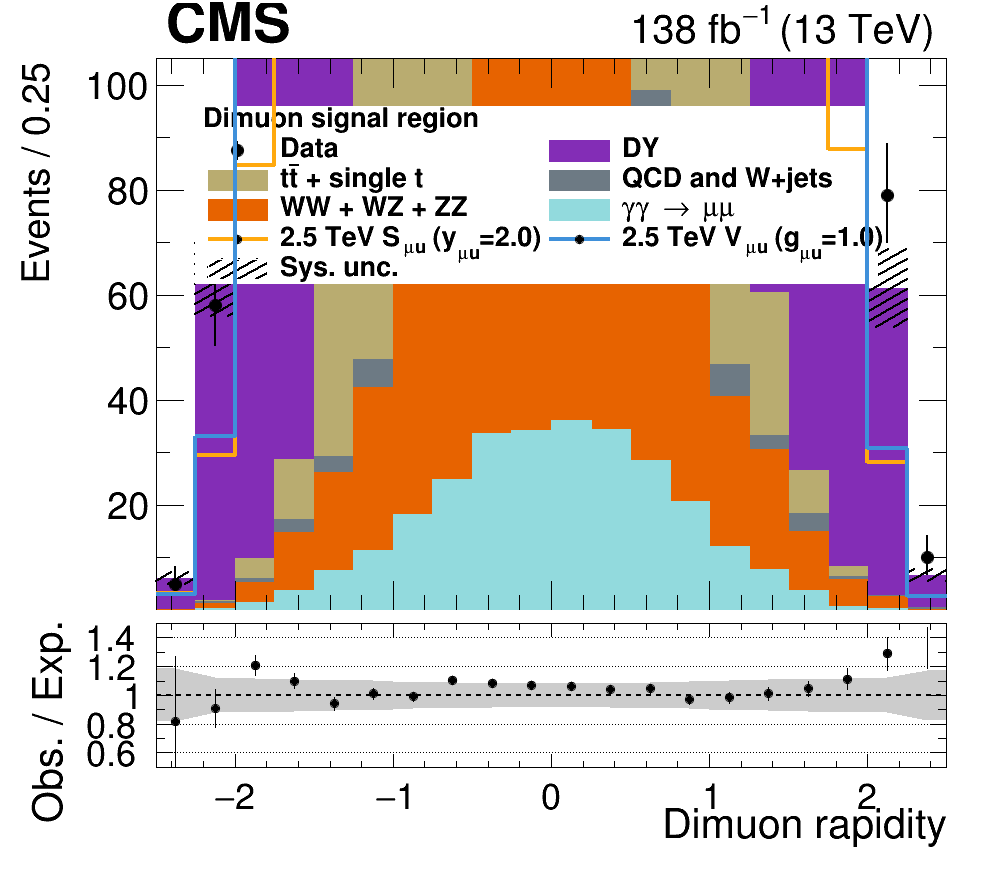 CMS 138 fb⁻¹ (13 TeV)
Events / 0.25
100
80
60
40
20
Dimuon signal region
Data DY
tt̄ + single t QCD and W+jets
WW + WZ + ZZ γγ → μμ
2.5 TeV S_μu (y_μu=2.0) 2.5 TeV V_μu (g_μu=1.0)
Sys. unc.
Obs. / Exp.
1.4
1.2
1
0.8
0.6
−2 −1 0 1 2
Dimuon rapidity